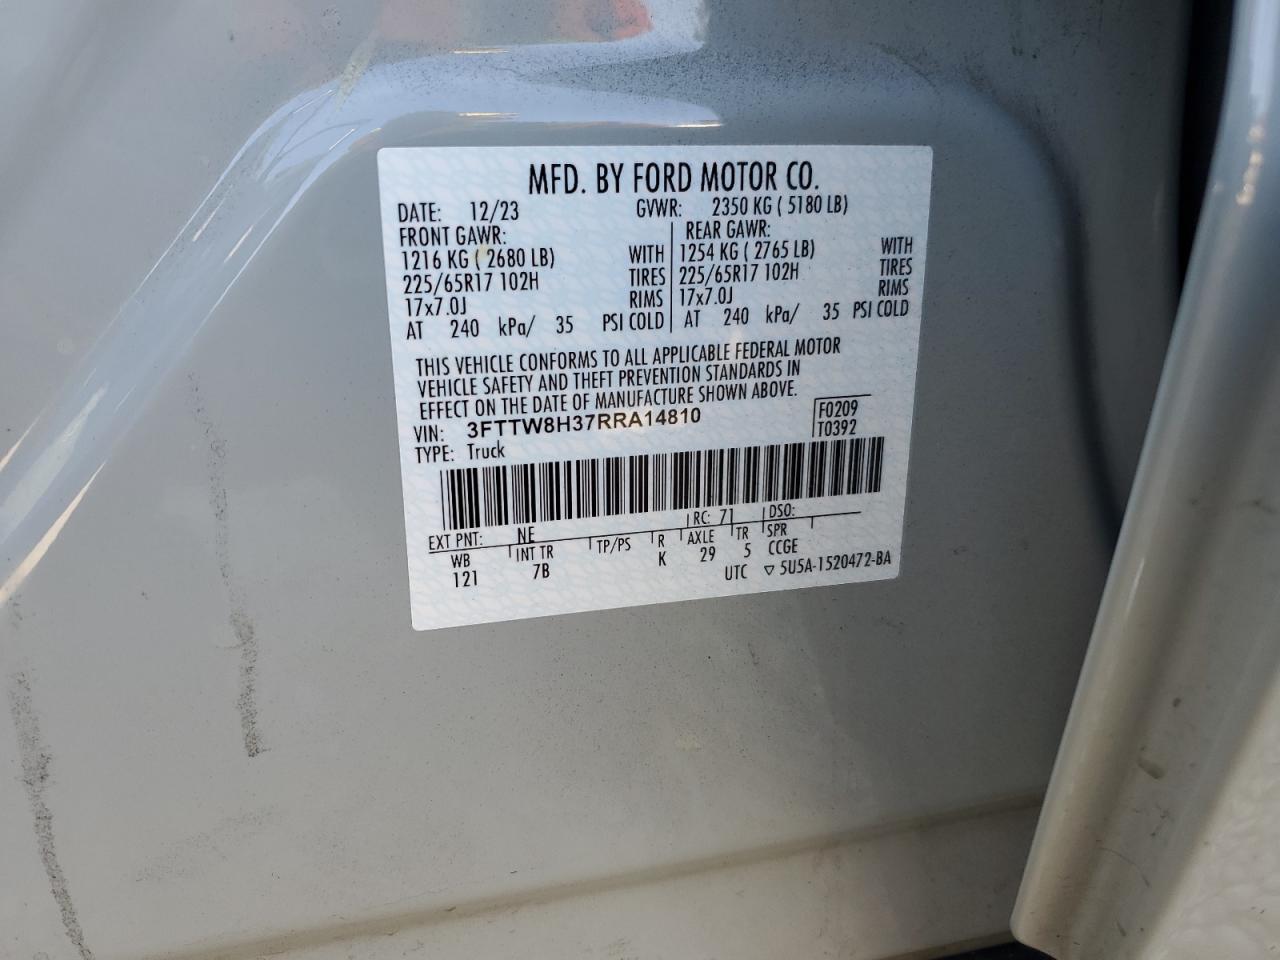 MFD. BY FORD MOTOR CO.
DATE: 12/23 GVWR: 2350 KG ( 5180 LB)
FRONT GAWR: REAR GAWR:
1216 KG ( 2680 LB) WITH 1254 KG ( 2765 LB) WITH
225/65R17 102H TIRES 225/65R17 102H TIRES
17x7.0J RIMS 17x7.0J RIMS
AT 240 kPa/ 35 PSI COLD AT 240 kPa/ 35 PSI COLD
THIS VEHICLE CONFORMS TO ALL APPLICABLE FEDERAL MOTOR
VEHICLE SAFETY AND THEFT PREVENTION STANDARDS IN
EFFECT ON THE DATE OF MANUFACTURE SHOWN ABOVE.
VIN: 3FTTW8H37RRA14810 F0209
TYPE: Truck T0392
EXT PNT: NE RC: 71 DSO:
WB INT TR TP/PS R AXLE TR SPR
121 7B K 29 5 CCGE
UTC ▽ 5U5A-1520472-BA